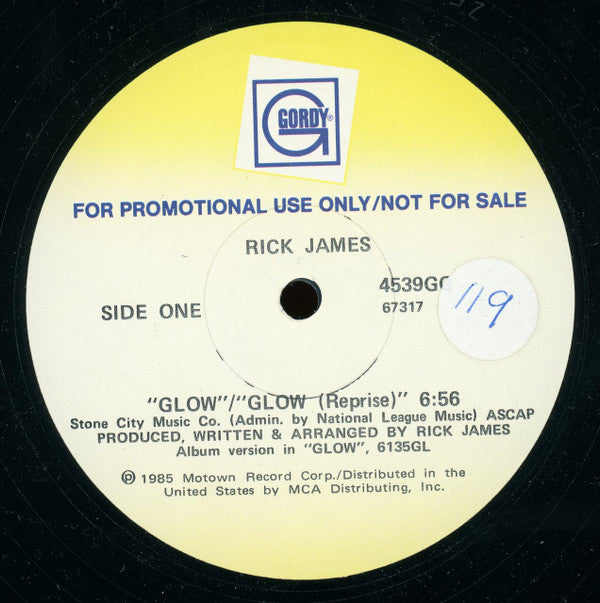 GORDY®
FOR PROMOTIONAL USE ONLY/NOT FOR SALE
RICK JAMES
SIDE ONE
4539G
67317
119
"GLOW"/"GLOW (Reprise)" 6:56
Stone City Music Co. (Admin. by National League Music) ASCAP
PRODUCED, WRITTEN & ARRANGED BY RICK JAMES
Album version in "GLOW", 6135GL
℗ 1985 Motown Record Corp./Distributed in the
United States by MCA Distributing, Inc.